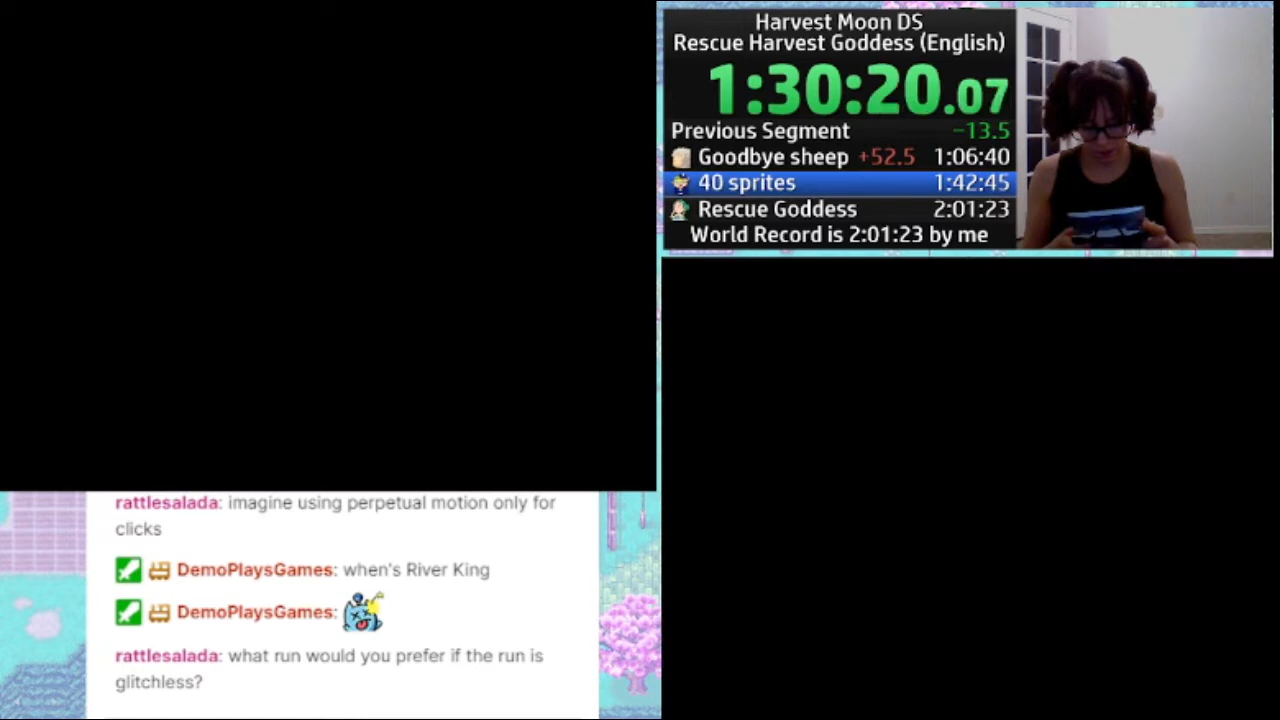 Harvest Moon DS
Rescue Harvest Goddess (English)
1:30:20.07
Previous Segment -13.5
Goodbye sheep +52.5 1:06:40
40 sprites 1:42:45
Rescue Goddess 2:01:23
World Record is 2:01:23 by me
rattlesalada: imagine using perpetual motion only for
clicks
DemoPlaysGames: when's River King
DemoPlaysGames:
rattlesalada: what run would you prefer if the run is
glitchless?